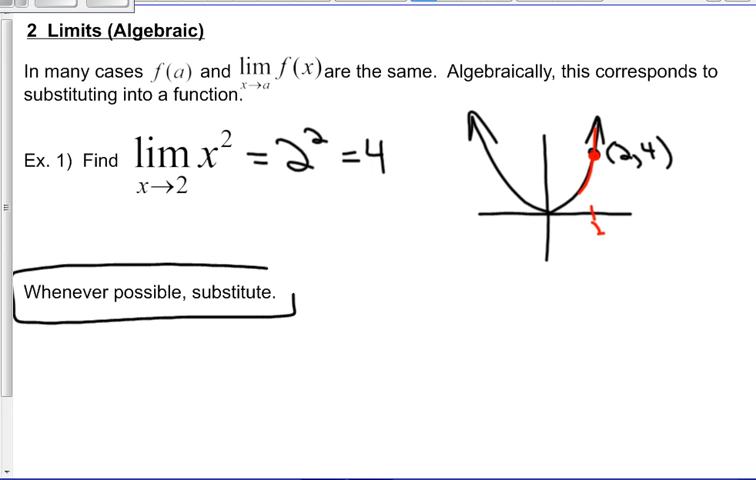 2 Limits (Algebraic)
In many cases f(a) and lim x→a f(x) are the same. Algebraically, this corresponds to
substituting into a function.
Ex. 1) Find lim x→2 x² = 2² = 4
(2,4)
2
Whenever possible, substitute.